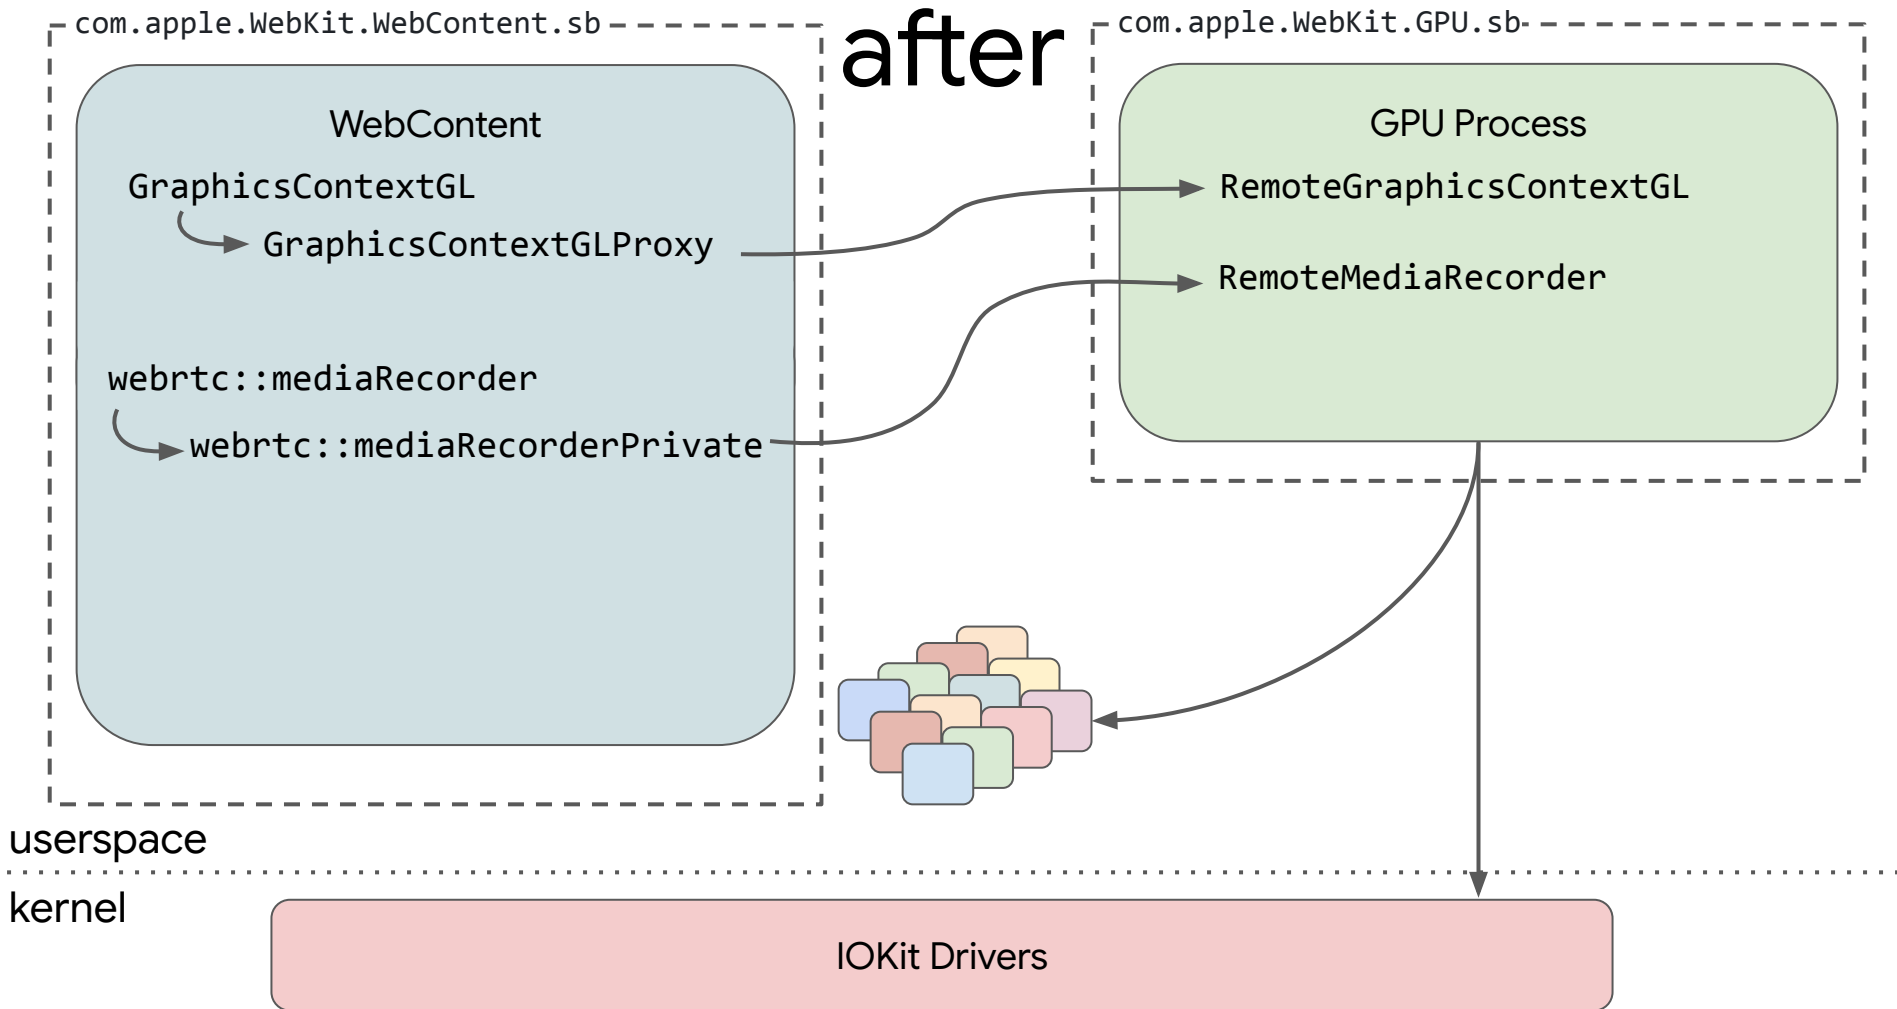 com.apple.WebKit.WebContent.sb
after
com.apple.WebKit.GPU.sb
WebContent
GraphicsContextGL
GraphicsContextGLProxy
webrtc::mediaRecorder
webrtc::mediaRecorderPrivate
GPU Process
RemoteGraphicsContextGL
RemoteMediaRecorder
userspace
kernel
IOKit Drivers